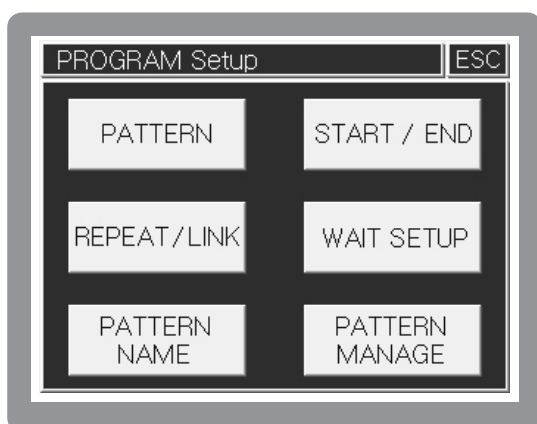 PROGRAM Setup ESC
PATTERN START / END
REPEAT/LINK WAIT SETUP
PATTERN
NAME
PATTERN
MANAGE